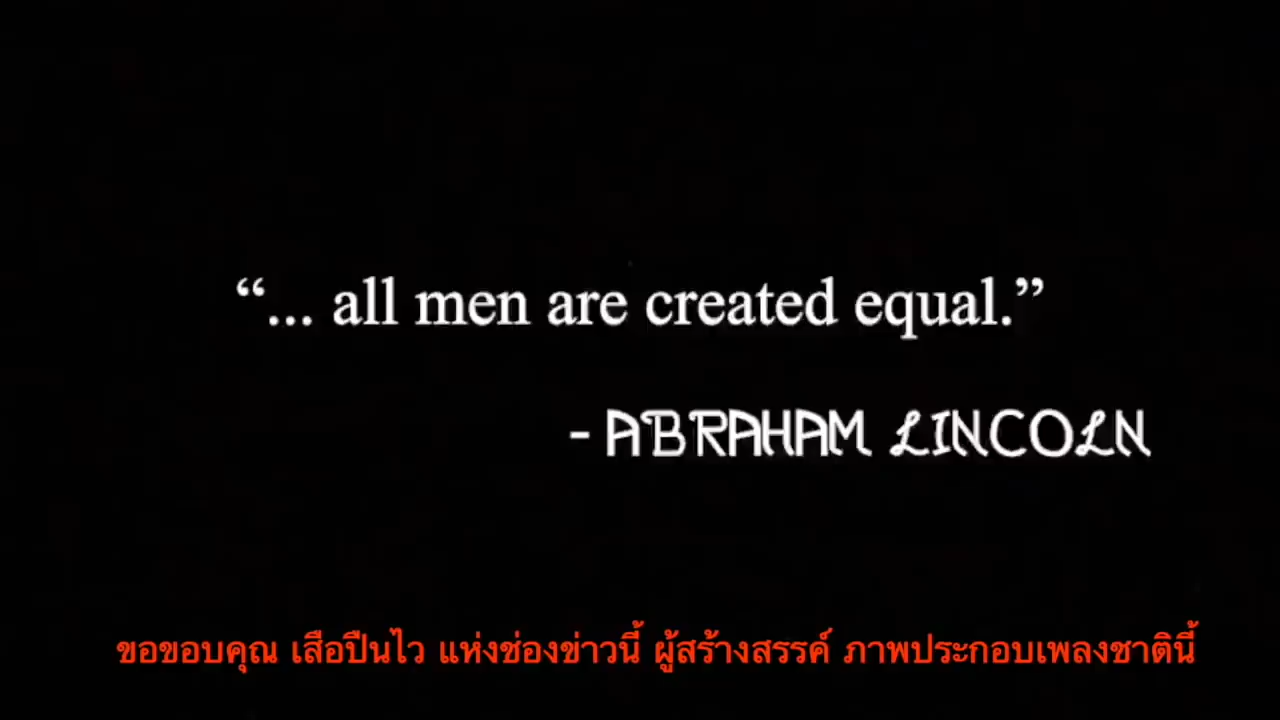 “... all men are created equal.”
- ABRAHAM LINCOLN
ขอขอบคุณ เสือปืนไว แห่งช่องข่าวนี้ ผู้สร้างสรรค์ ภาพประกอบเพลงชาตินี้